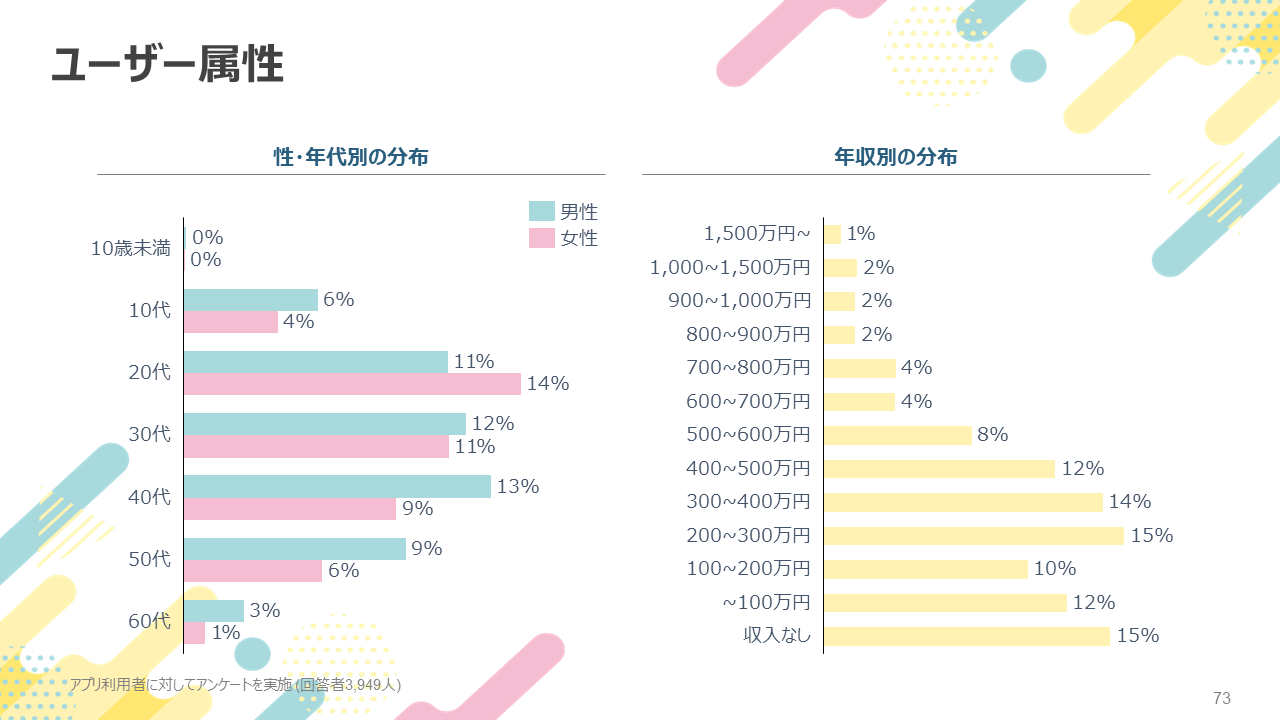 ユーザー属性
性・年代別の分布
男性
女性
10歳未満 0% 0%
10代 6% 4%
20代 11% 14%
30代 12% 11%
40代 13% 9%
50代 9% 6%
60代 3% 1%
年収別の分布
1,500万円~ 1%
1,000~1,500万円 2%
900~1,000万円 2%
800~900万円 2%
700~800万円 4%
600~700万円 4%
500~600万円 8%
400~500万円 12%
300~400万円 14%
200~300万円 15%
100~200万円 10%
~100万円 12%
収入なし 15%
アプリ利用者に対してアンケートを実施 (回答者3,949人)
73